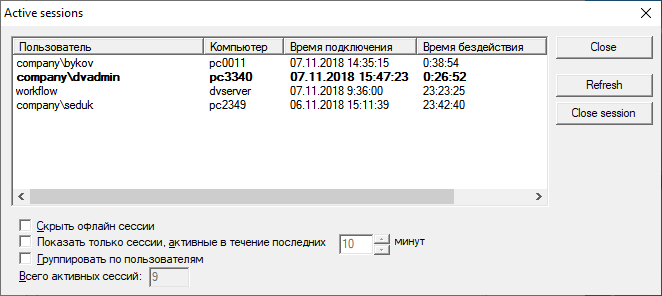 Active sessions
Пользователь Компьютер Время подключения Время бездействия
company\bykov pc0011 07.11.2018 14:35:15 0:38:54
company\dvadmin pc3340 07.11.2018 15:47:23 0:26:52
workflow dvserver 07.11.2018 9:36:00 23:23:25
company\seduk pc2349 06.11.2018 15:11:39 23:42:40
Close
Refresh
Close session
Скрыть офлайн сессии
Показать только сессии, активные в течение последних 10 минут
Группировать по пользователям
Всего активных сессий: 9